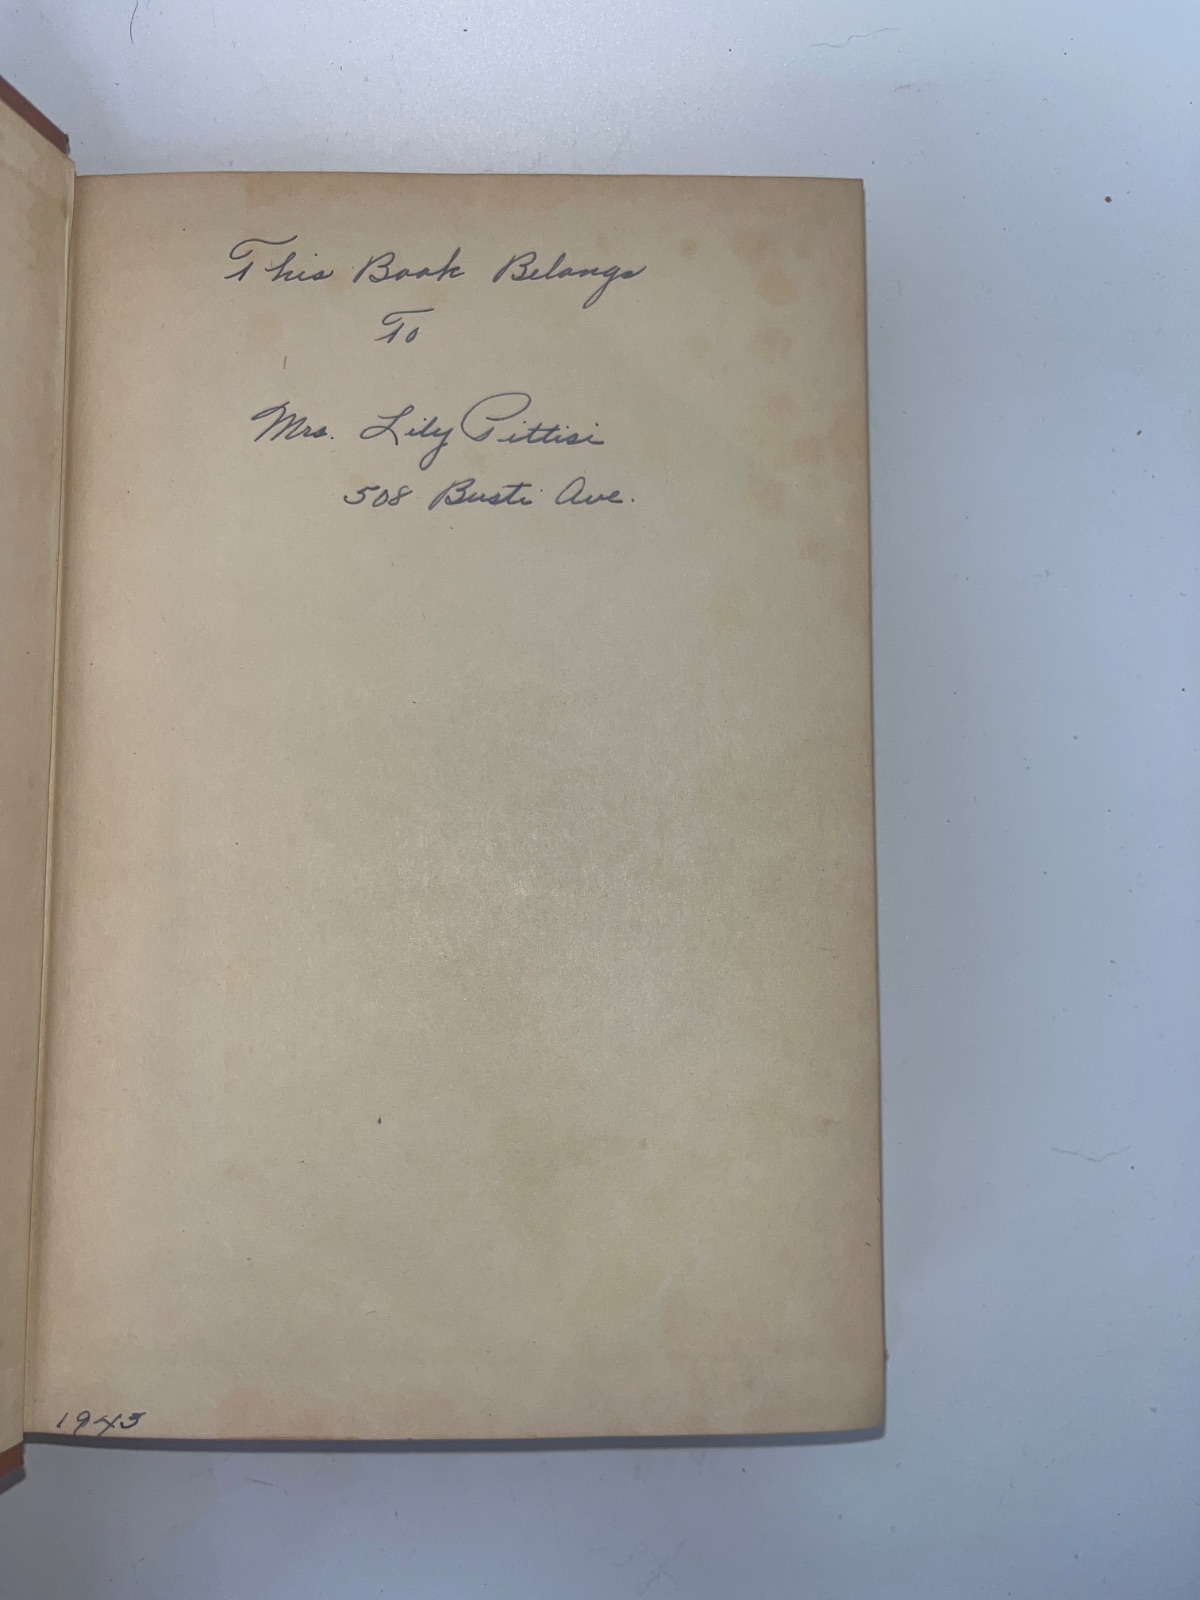 This Book Belongs
To
Mrs. Lily Pittisi
508 Busti Ave.
1945